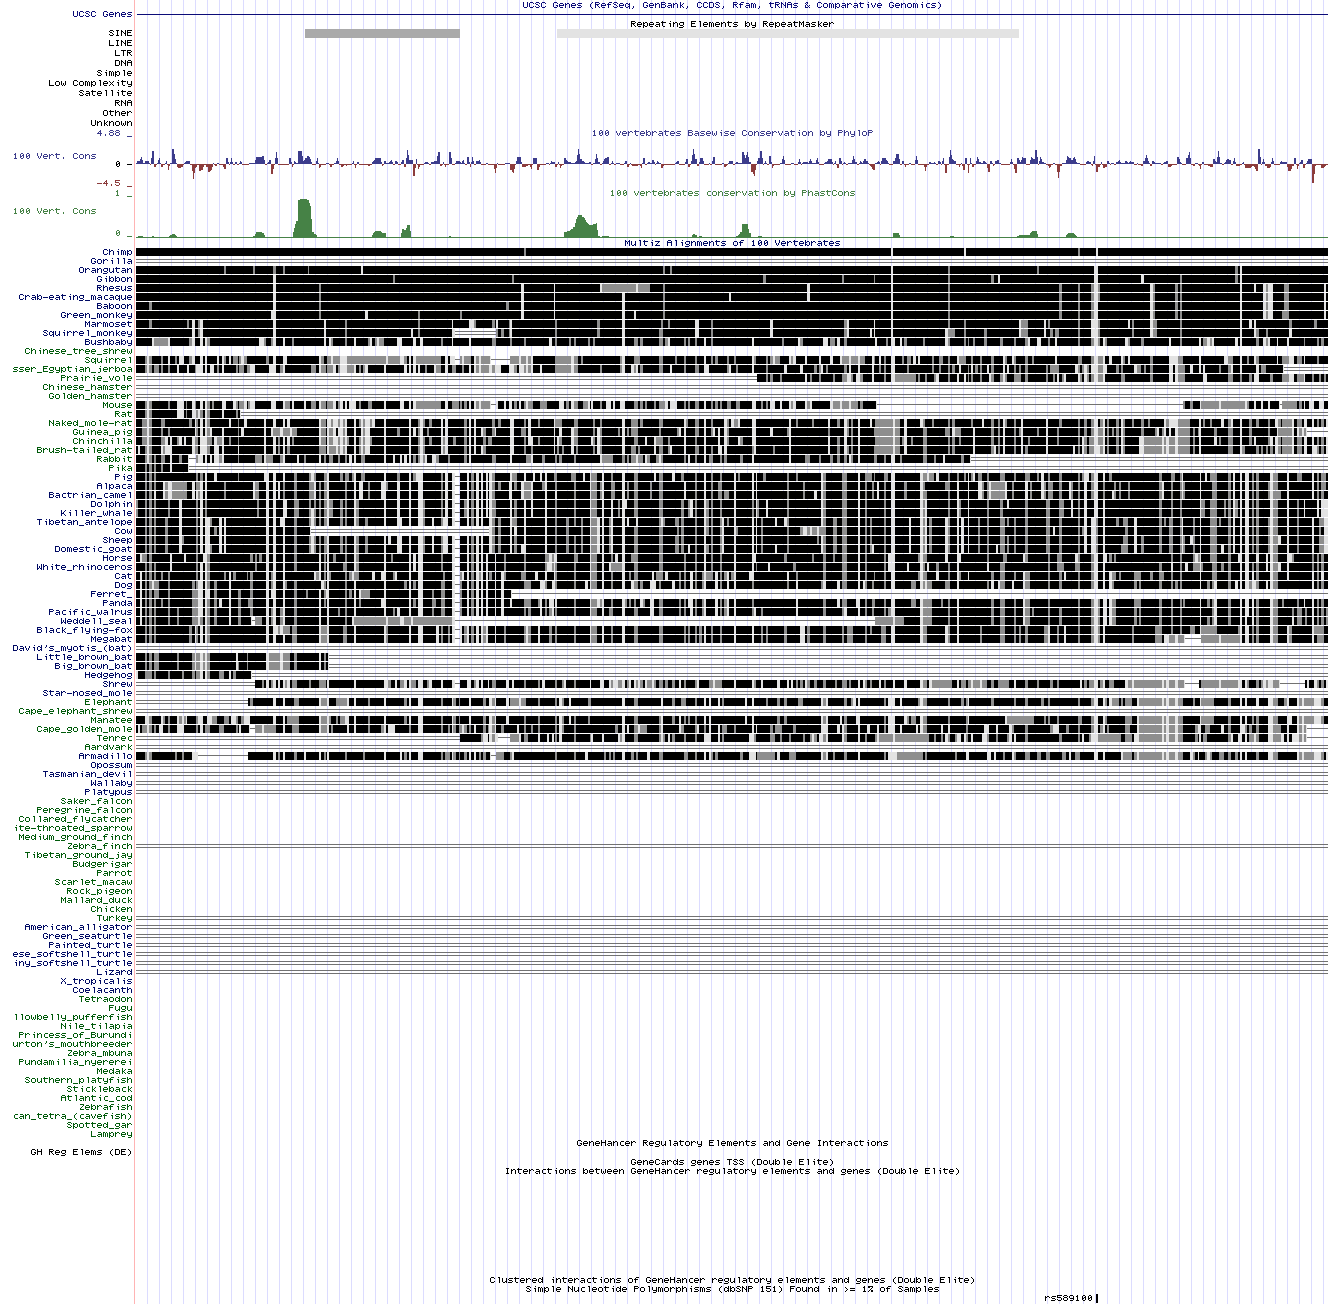 UCSC Genes (RefSeq, GenBank, CCDS, Rfam, tRNAs & Comparative Genomics)
UCSC Genes
Repeating Elements by RepeatMasker
SINE
LINE
LTR
DNA
Simple
Low Complexity
Satellite
RNA
Other
Unknown
4.88 _
100 vertebrates Basewise Conservation by PhyloP
100 Vert. Cons
0 -
-4.5 _
100 vertebrates conservation by PhastCons
1 _
100 Vert. Cons
0 _
Multiz Alignments of 100 Vertebrates
Chimp
Gorilla
Orangutan
Gibbon
Rhesus
Crab-eating_macaque
Baboon
Green_monkey
Marmoset
Squirrel_monkey
Bushbaby
Chinese_tree_shrew
Squirrel
sser_Egyptian_jerboa
Prairie_vole
Chinese_hamster
Golden_hamster
Mouse
Rat
Naked_mole-rat
Guinea_pig
Chinchilla
Brush-tailed_rat
Rabbit
Pika
Pig
Alpaca
Bactrian_camel
Dolphin
Killer_whale
Tibetan_antelope
Cow
Sheep
Domestic_goat
Horse
White_rhinoceros
Cat
Dog
Ferret_
Panda
Pacific_walrus
Weddell_seal
Black_flying-fox
Megabat
David's_myotis_(bat)
Little_brown_bat
Big_brown_bat
Hedgehog
Shrew
Star-nosed_mole
Elephant
Cape_elephant_shrew
Manatee
Cape_golden_mole
Tenrec
Aardvark
Armadillo
Opossum
Tasmanian_devil
Wallaby
Platypus
Saker_falcon
Peregrine_falcon
Collared_flycatcher
ite-throated_sparrow
Medium_ground_finch
Zebra_finch
Tibetan_ground_jay
Budgerigar
Parrot
Scarlet_macaw
Rock_pigeon
Mallard_duck
Chicken
Turkey
American_alligator
Green_seaturtle
Painted_turtle
ese_softshell_turtle
iny_softshell_turtle
Lizard
X_tropicalis
Coelacanth
Tetraodon
Fugu
llowbelly_pufferfish
Nile_tilapia
Princess_of_Burundi
urton's_mouthbreeder
Zebra_mbuna
Pundamilia_nyererei
Medaka
Southern_platyfish
Stickleback
Atlantic_cod
Zebrafish
can_tetra_(cavefish)
Spotted_gar
Lamprey
GeneHancer Regulatory Elements and Gene Interactions
GH Reg Elems (DE)
GeneCards genes TSS (Double Elite)
Interactions between GeneHancer regulatory elements and genes (Double Elite)
Clustered interactions of GeneHancer regulatory elements and genes (Double Elite)
Simple Nucleotide Polymorphisms (dbSNP 151) Found in >= 1% of Samples
rs589100